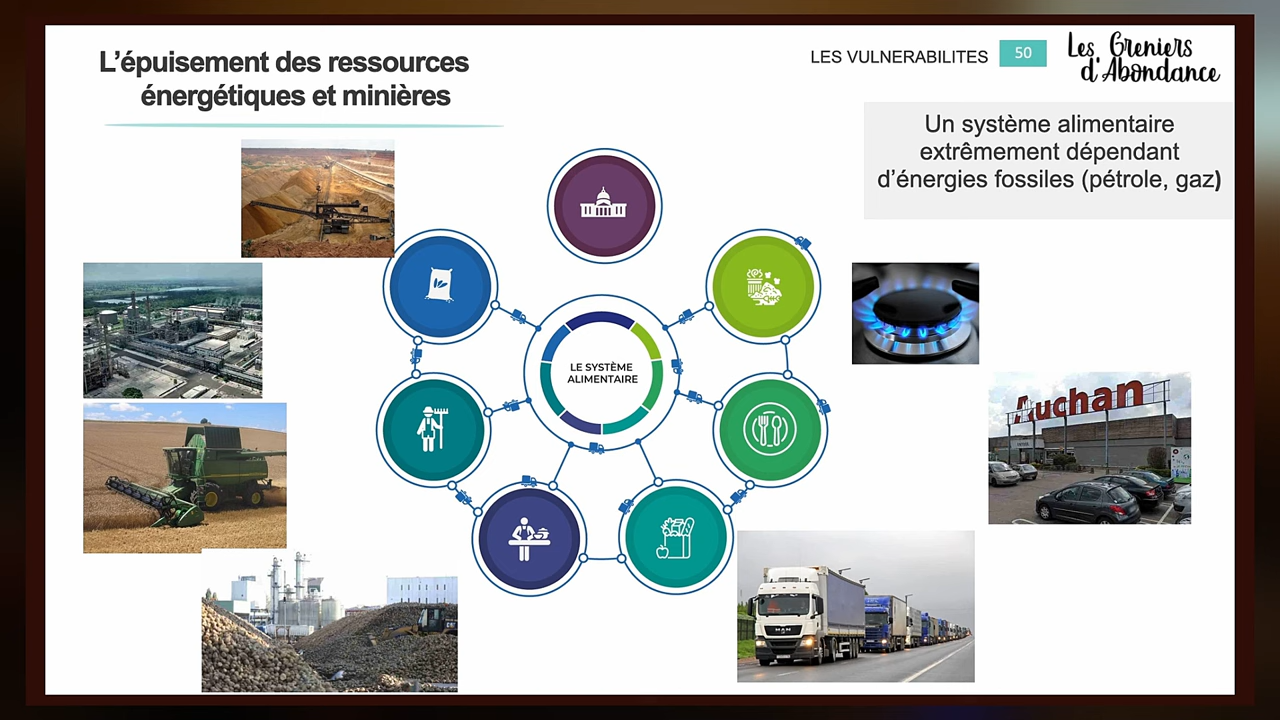 L'épuisement des ressources
énergétiques et minières
LES VULNERABILITES
50
Les Greniers
d'Abondance
Un système alimentaire
extrêmement dépendant
d'énergies fossiles (pétrole, gaz)
LE SYSTÈME
ALIMENTAIRE
Auchan
MAN